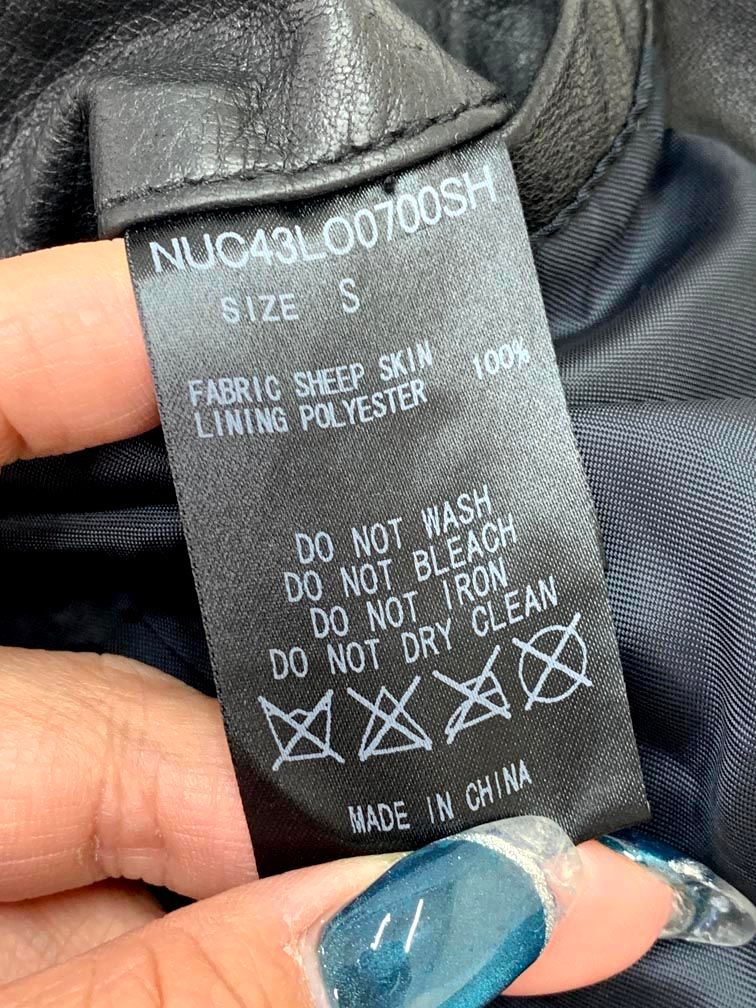 NUC43LO0700SH
SIZE S
FABRIC SHEEP SKIN 100%
LINING POLYESTER
DO NOT WASH
DO NOT BLEACH
DO NOT IRON
DO NOT DRY CLEAN
MADE IN CHINA